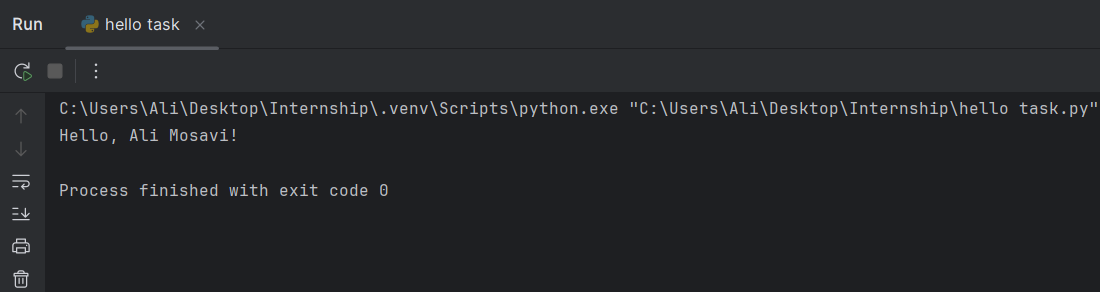 Run hello task
C:\Users\Ali\Desktop\Internship\.venv\Scripts\python.exe "C:\Users\Ali\Desktop\Internship\hello task.py"
Hello, Ali Mosavi!
Process finished with exit code 0